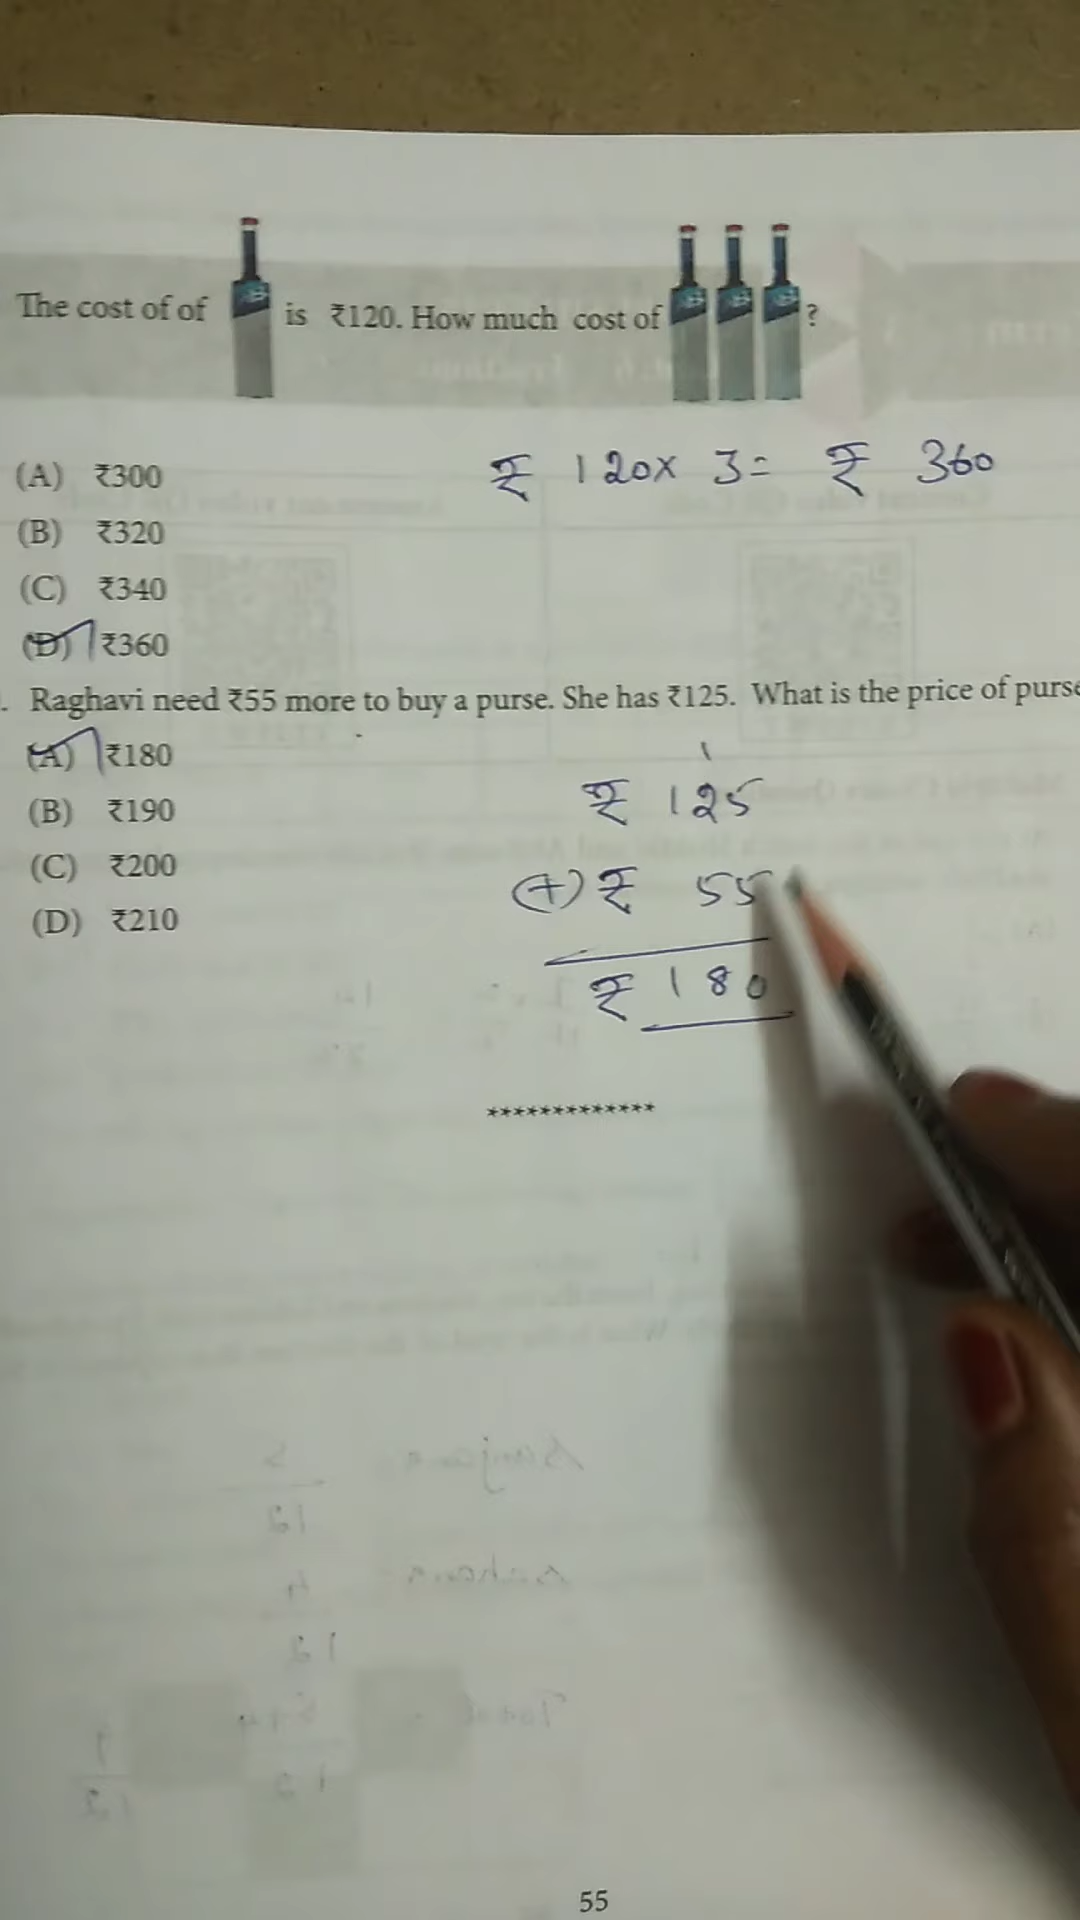 The cost of of is ₹120. How much cost of ?
(A) ₹300
₹ 120 x 3 = ₹ 360
(B) ₹320
(C) ₹340
(D) ₹360
. Raghavi need ₹55 more to buy a purse. She has ₹125. What is the price of purse
(A) ₹180
(B) ₹190
(C) ₹200
(D) ₹210
1
₹ 125
(+) ₹ 55
₹ 180
*************
55